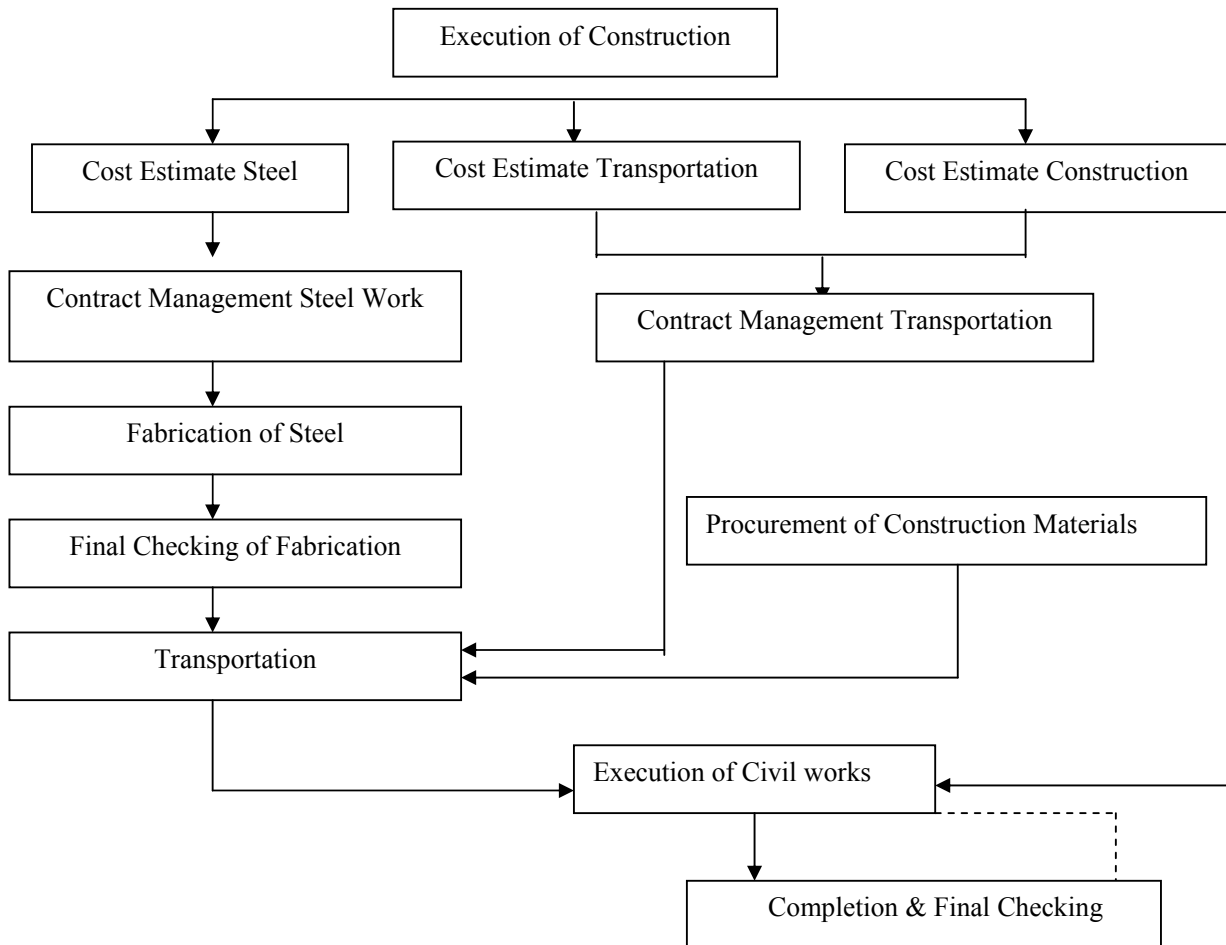 Execution of Construction
Cost Estimate Steel
Cost Estimate Transportation
Cost Estimate Construction
Contract Management Steel Work
Contract Management Transportation
Fabrication of Steel
Final Checking of Fabrication
Procurement of Construction Materials
Transportation
Execution of Civil works
Completion & Final Checking